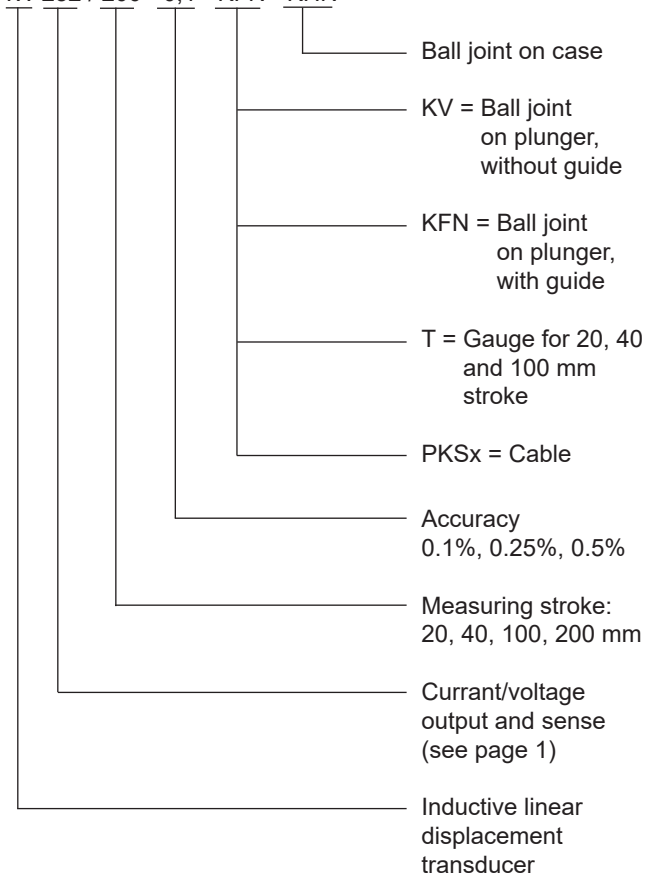 Ball joint on case
KV = Ball joint
on plunger,
without guide
KFN = Ball joint
on plunger,
with guide
T = Gauge for 20, 40
and 100 mm
stroke
PKSx = Cable
Accuracy
0.1%, 0.25%, 0.5%
Measuring stroke:
20, 40, 100, 200 mm
Currant/voltage
output and sense
(see page 1)
Inductive linear
displacement
transducer